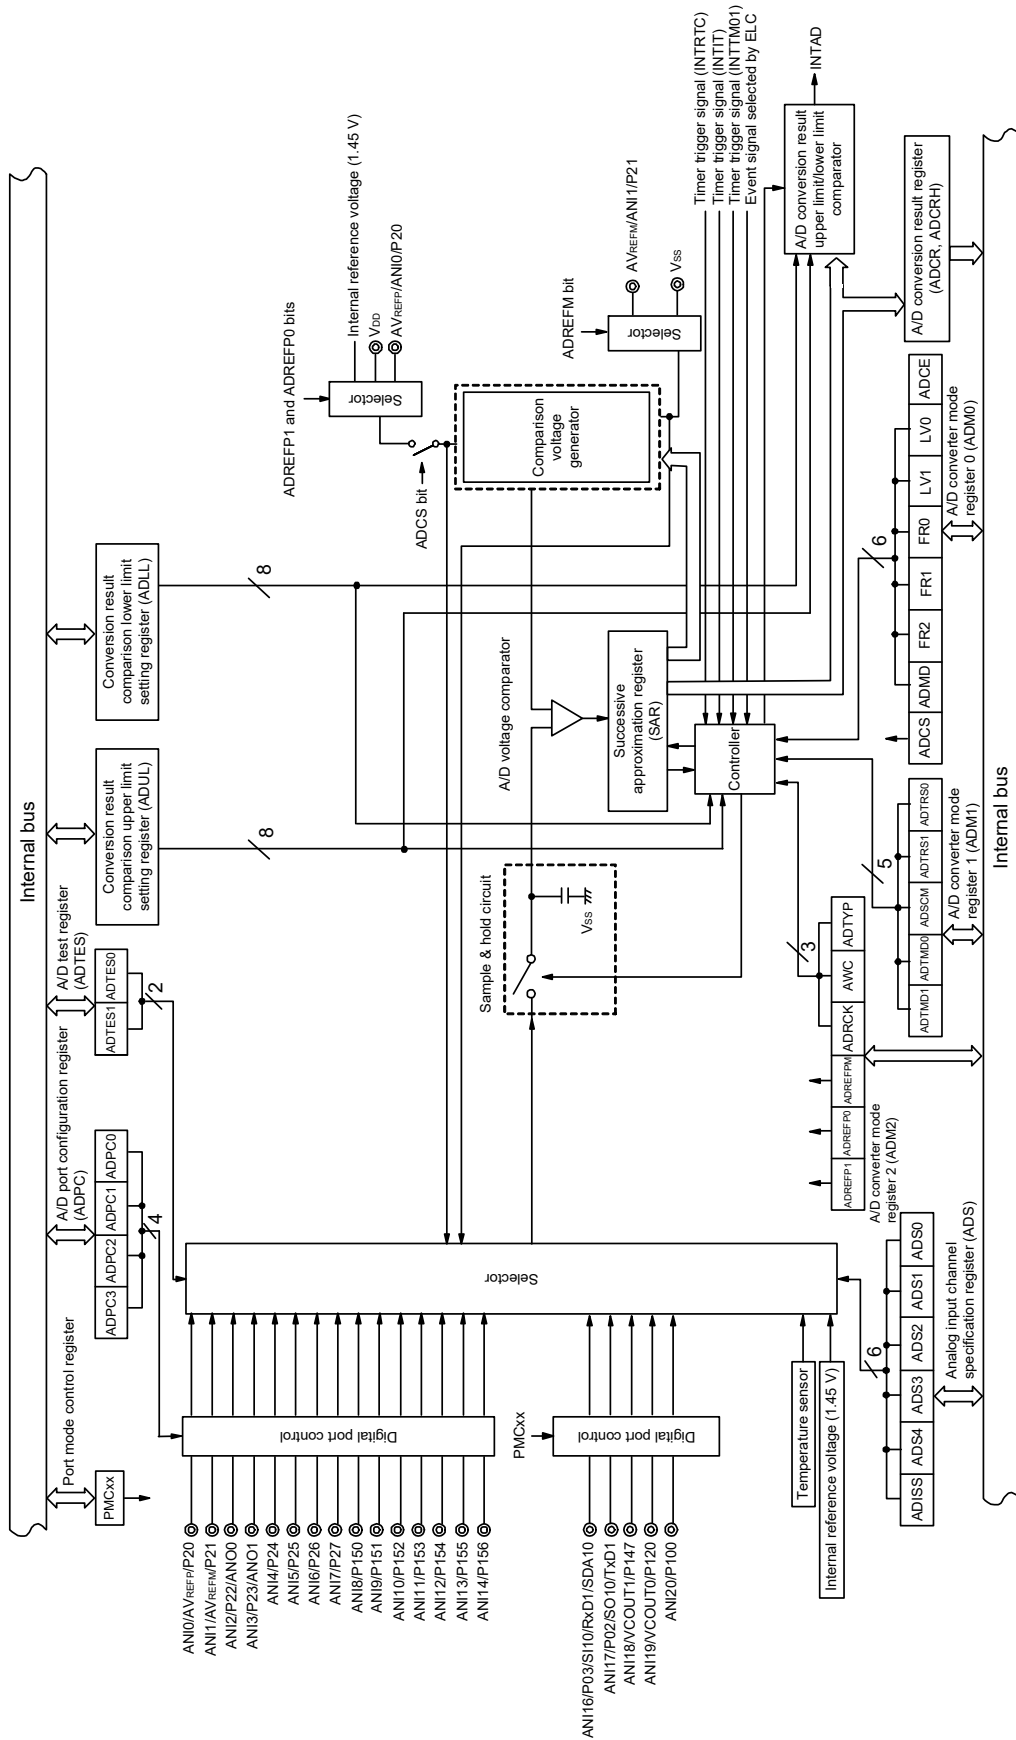 Internal bus
Port mode control register
PMCxx
A/D port configuration register
(ADPC)
ADPC3 ADPC2 ADPC1 ADPC0
4
A/D test register
(ADTES)
ADTES1 ADTES0
2
Conversion result
comparison upper limit
setting register (ADUL)
8
Conversion result
comparison lower limit
setting register (ADLL)
8
ANI0/AVREFP/P20
ANI1/AVREFM/P21
ANI2/P22/ANO0
ANI3/P23/ANO1
ANI4/P24
ANI5/P25
ANI6/P26
ANI7/P27
ANI8/P150
ANI9/P151
ANI10/P152
ANI11/P153
ANI12/P154
ANI13/P155
ANI14/P156
Digital port control
PMCxx
ANI16/P03/SI10/RxD1/SDA10
ANI17/P02/SO10/TxD1
ANI18/VCOUT1/P147
ANI19/VCOUT0/P120
ANI20/P100
Digital port control
Selector
Temperature sensor
Internal reference voltage (1.45 V)
Sample & hold circuit
VSS
A/D voltage comparator
ADREFP1 and ADREFP0 bits
Selector
Internal reference voltage (1.45 V)
VDD
AVREFP/ANI0/P20
ADCS bit
Comparison
voltage
generator
ADREFM bit
Selector
AVREFM/ANI1/P21
VSS
Successive
approximation register
(SAR)
Controller
Timer trigger signal (INTRTC)
Timer trigger signal (INTIT)
Timer trigger signal (INTTM01)
Event signal selected by ELC
A/D conversion result
upper limit/lower limit
comparator
INTAD
A/D conversion result register
(ADCR, ADCRH)
6
ADISS ADS4 ADS3 ADS2 ADS1 ADS0
Analog input channel
specification register (ADS)
3
ADREFP1 ADREFP0 ADREFPM ADRCK AWC ADTYP
A/D converter mode
register 2 (ADM2)
5
ADTMD1 ADTMD0 ADSCM ADTRS1 ADTRS0
A/D converter mode
register 1 (ADM1)
6
ADCS ADMD FR2 FR1 FR0 LV1 LV0 ADCE
A/D converter mode
register 0 (ADM0)
Internal bus